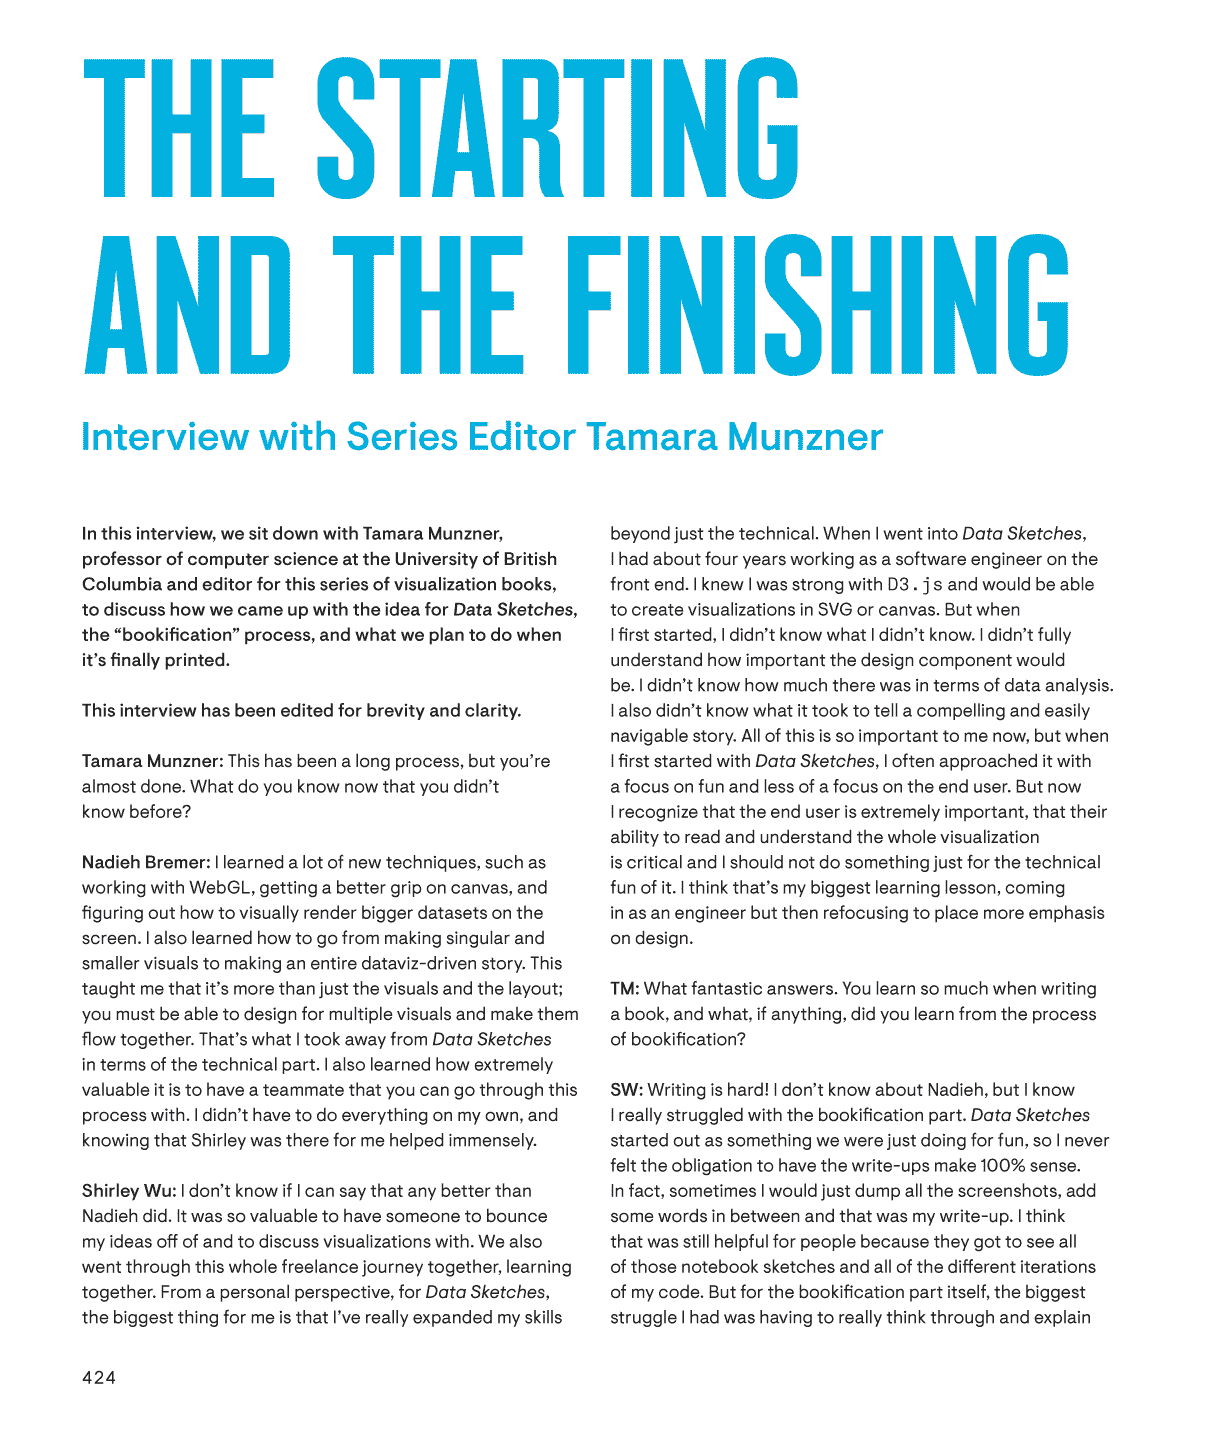 THE STARTING
AND THE FINISHING
Interview with Series Editor Tamara Munzner
In this interview, we sit down with Tamara Munzner,
professor of computer science at the University of British
Columbia and editor for this series of visualization books,
to discuss how we came up with the idea for Data Sketches,
the “bookification” process, and what we plan to do when
it’s finally printed.
This interview has been edited for brevity and clarity.
Tamara Munzner: This has been a long process, but you’re
almost done. What do you know now that you didn’t
know before?
Nadieh Bremer: I learned a lot of new techniques, such as
working with WebGL, getting a better grip on canvas, and
figuring out how to visually render bigger datasets on the
screen. I also learned how to go from making singular and
smaller visuals to making an entire dataviz-driven story. This
taught me that it’s more than just the visuals and the layout;
you must be able to design for multiple visuals and make them
flow together. That’s what I took away from Data Sketches
in terms of the technical part. I also learned how extremely
valuable it is to have a teammate that you can go through this
process with. I didn’t have to do everything on my own, and
knowing that Shirley was there for me helped immensely.
Shirley Wu: I don’t know if I can say that any better than
Nadieh did. It was so valuable to have someone to bounce
my ideas off of and to discuss visualizations with. We also
went through this whole freelance journey together, learning
together. From a personal perspective, for Data Sketches,
the biggest thing for me is that I’ve really expanded my skills
beyond just the technical. When I went into Data Sketches,
I had about four years working as a software engineer on the
front end. I knew I was strong with D3.js and would be able
to create visualizations in SVG or canvas. But when
I first started, I didn’t know what I didn’t know. I didn’t fully
understand how important the design component would
be. I didn’t know how much there was in terms of data analysis.
I also didn’t know what it took to tell a compelling and easily
navigable story. All of this is so important to me now, but when
I first started with Data Sketches, I often approached it with
a focus on fun and less of a focus on the end user. But now
I recognize that the end user is extremely important, that their
ability to read and understand the whole visualization
is critical and I should not do something just for the technical
fun of it. I think that’s my biggest learning lesson, coming
in as an engineer but then refocusing to place more emphasis
on design.
TM: What fantastic answers. You learn so much when writing
a book, and what, if anything, did you learn from the process
of bookification?
SW: Writing is hard! I don’t know about Nadieh, but I know
I really struggled with the bookification part. Data Sketches
started out as something we were just doing for fun, so I never
felt the obligation to have the write-ups make 100% sense.
In fact, sometimes I would just dump all the screenshots, add
some words in between and that was my write-up. I think
that was still helpful for people because they got to see all
of those notebook sketches and all of the different iterations
of my code. But for the bookification part itself, the biggest
struggle I had was having to really think through and explain
424